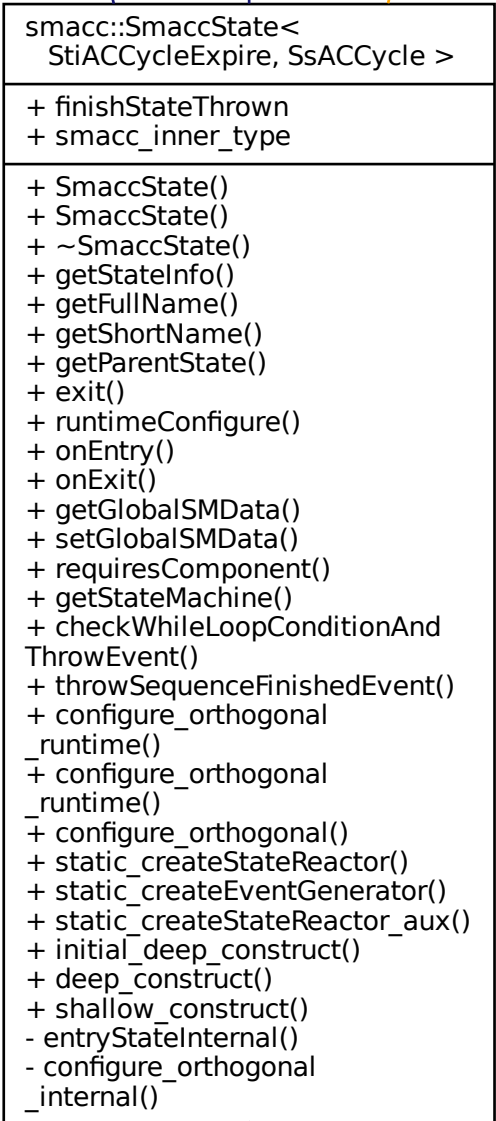 smacc::SmaccState<
StiACCycleExpire, SsACCycle >
+ finishStateThrown
+ smacc_inner_type
+ SmaccState()
+ SmaccState()
+ ~SmaccState()
+ getStateInfo()
+ getFullName()
+ getShortName()
+ getParentState()
+ exit()
+ runtimeConfigure()
+ onEntry()
+ onExit()
+ getGlobalSMData()
+ setGlobalSMData()
+ requiresComponent()
+ getStateMachine()
+ checkWhileLoopConditionAnd
ThrowEvent()
+ throwSequenceFinishedEvent()
+ configure_orthogonal
_runtime()
+ configure_orthogonal
_runtime()
+ configure_orthogonal()
+ static_createStateReactor()
+ static_createEventGenerator()
+ static_createStateReactor_aux()
+ initial_deep_construct()
+ deep_construct()
+ shallow_construct()
- entryStateInternal()
- configure_orthogonal
_internal()